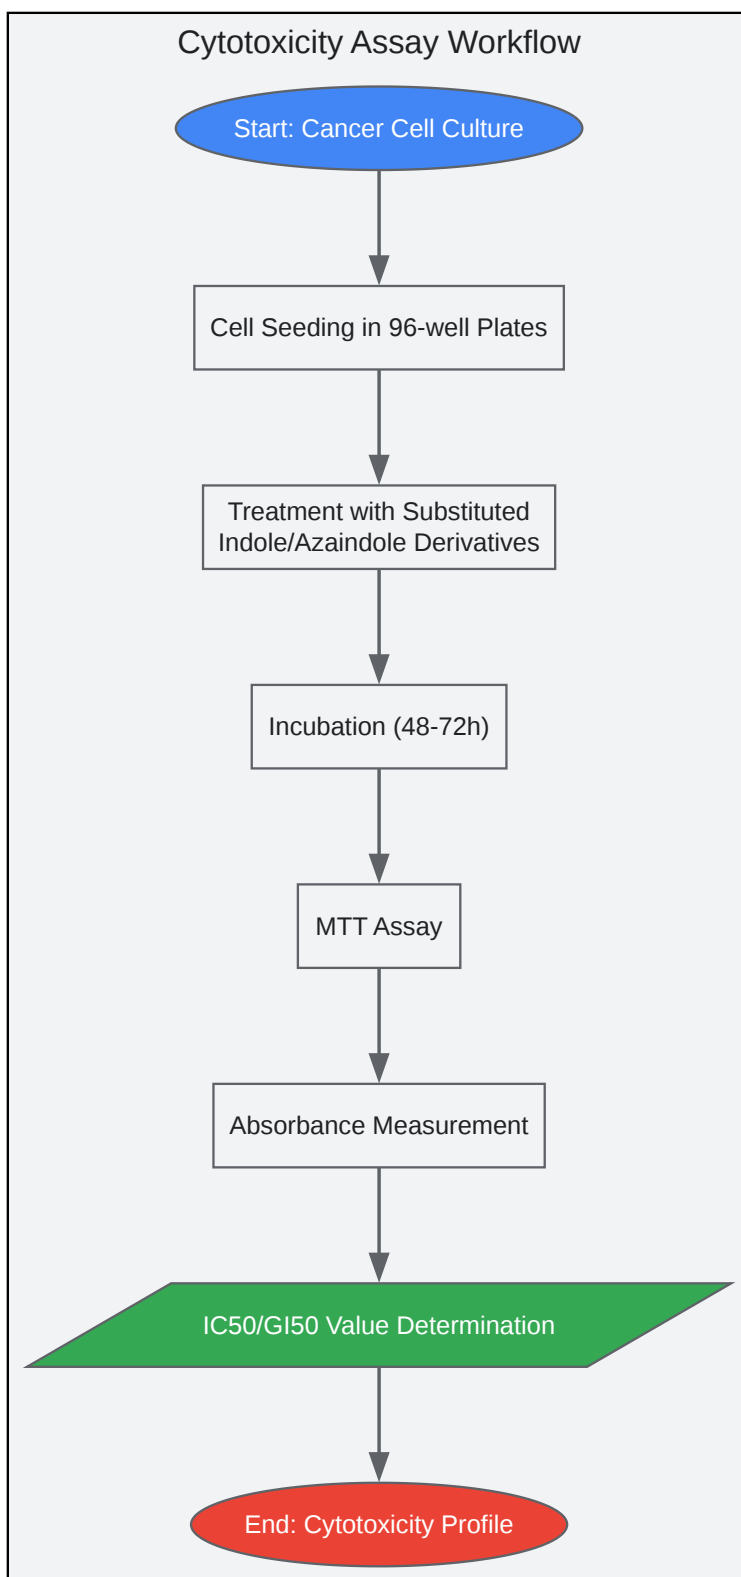 Cytotoxicity Assay Workflow
Start: Cancer Cell Culture
Cell Seeding in 96-well Plates
Treatment with Substituted
Indole/Azaindole Derivatives
Incubation (48-72h)
MTT Assay
Absorbance Measurement
IC50/GI50 Value Determination
End: Cytotoxicity Profile